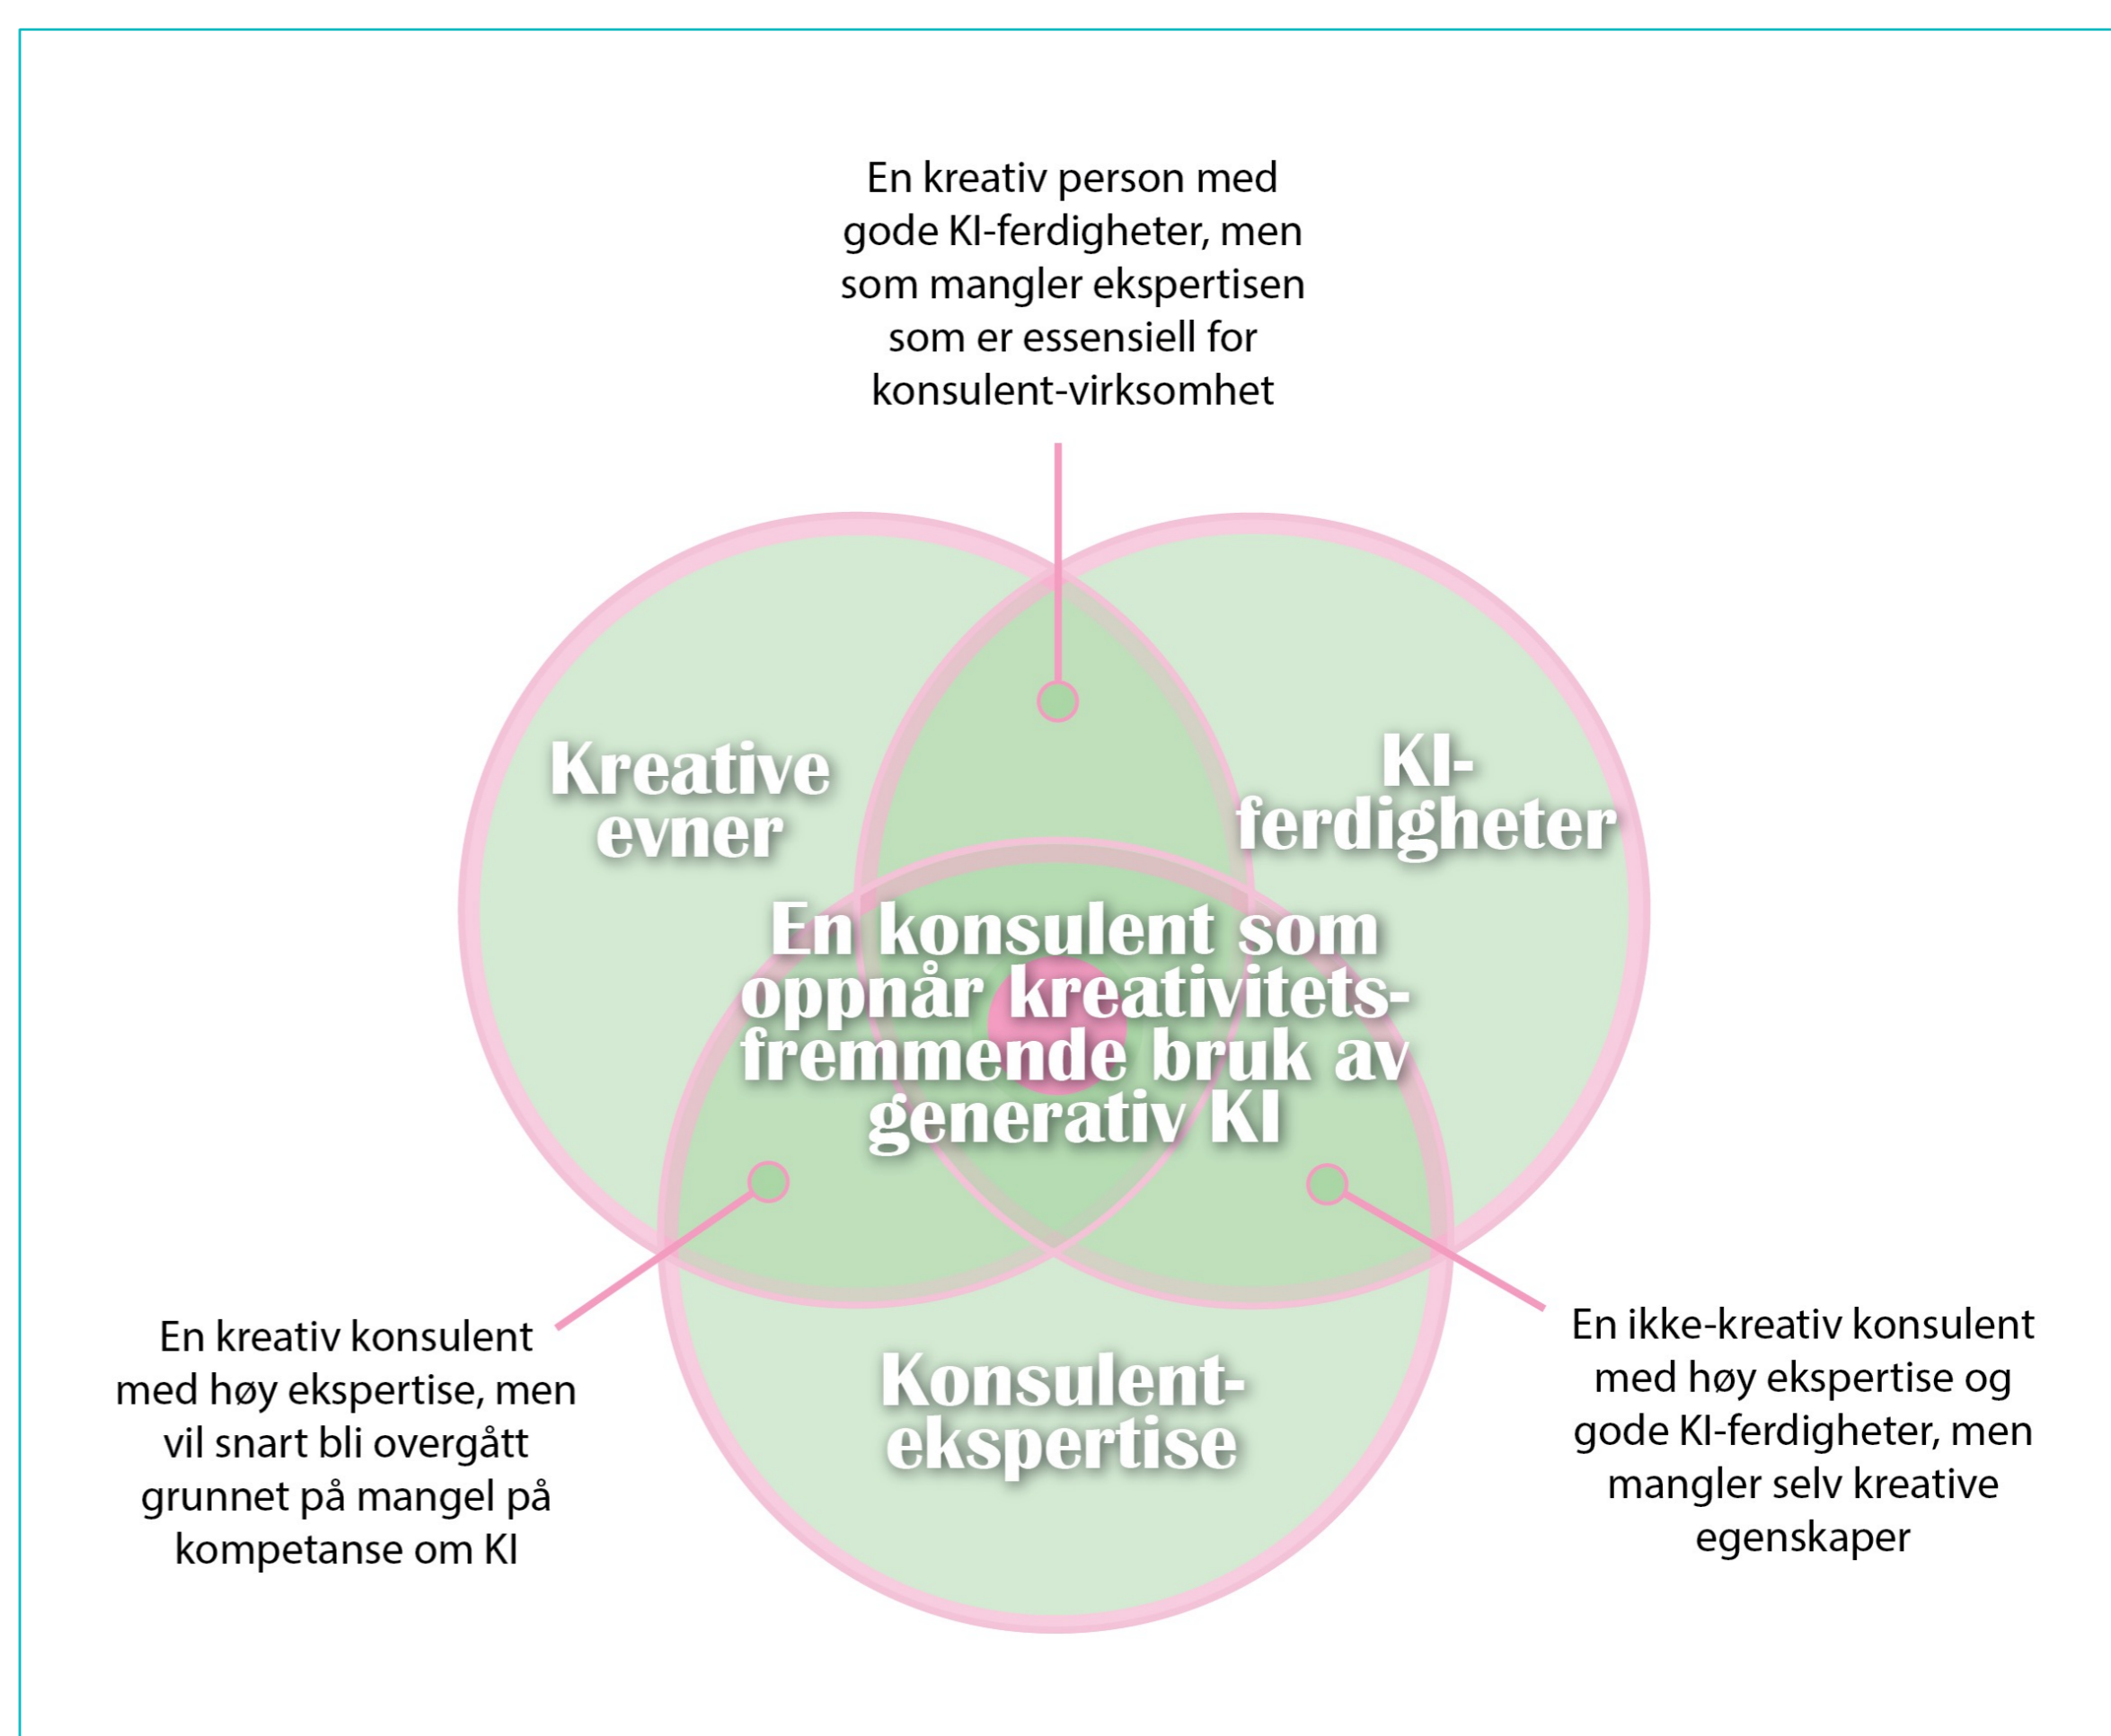 En kreativ person med
gode KI-ferdigheter, men
som mangler ekspertisen
som er essensiell for
konsulent-virksomhet
Kreative
evner
KI-
ferdigheter
En konsulent som
oppnår kreativitets-
fremmende bruk av
generativ KI
En kreativ konsulent
med høy ekspertise, men
vil snart bli overgått
grunnet på mangel på
kompetanse om KI
Konsulent-
ekspertise
En ikke-kreativ konsulent
med høy ekspertise og
gode KI-ferdigheter, men
mangler selv kreative
egenskaper